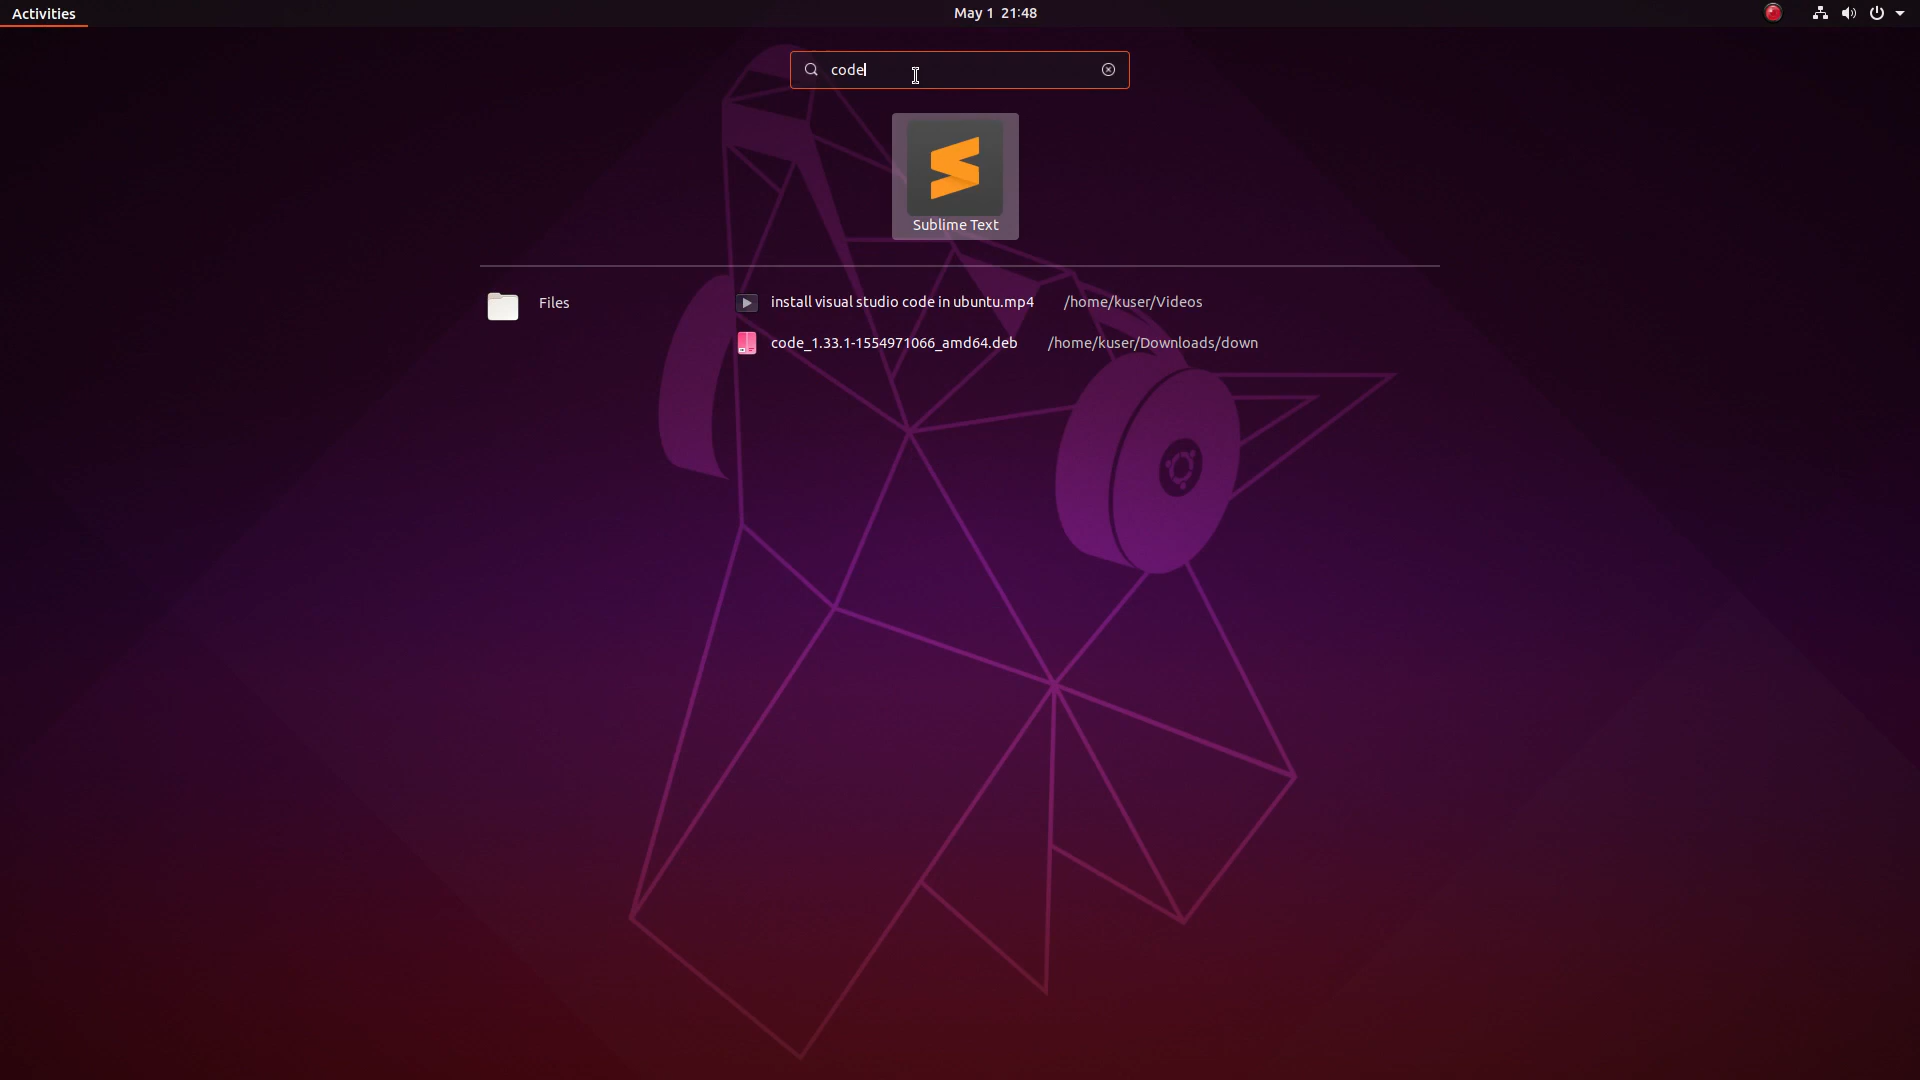 Activities
May 1 21:48
code
Sublime Text
Files
install visual studio code in ubuntu.mp4 /home/kuser/Videos
code_1.33.1-1554971066_amd64.deb /home/kuser/Downloads/down